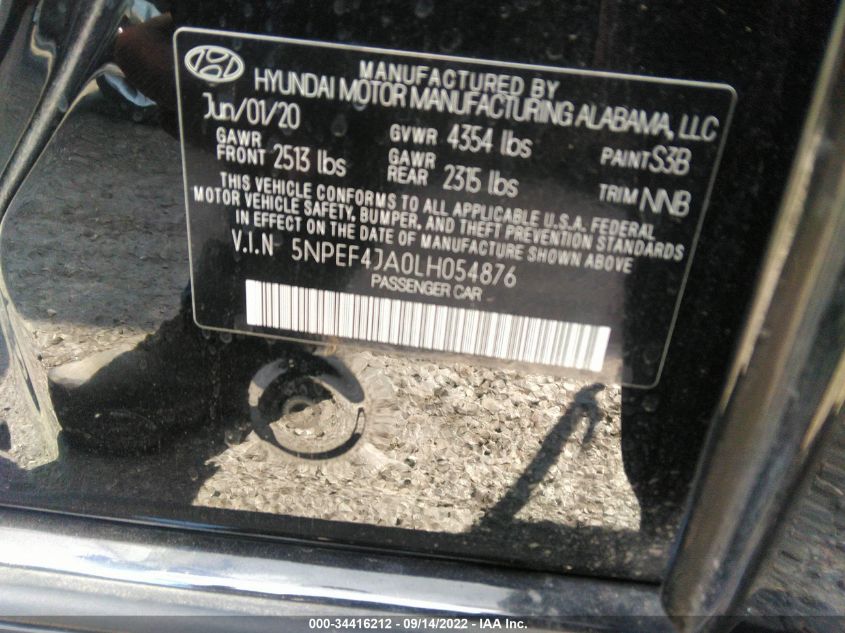 MANUFACTURED BY
HYUNDAI MOTOR MANUFACTURING ALABAMA, LLC
Jun/01/20
GVWR 4354 lbs
PAINT S3B
GAWR FRONT 2513 lbs
GAWR REAR 2315 lbs
TRIM NNB
THIS VEHICLE CONFORMS TO ALL APPLICABLE U.S.A. FEDERAL
MOTOR VEHICLE SAFETY, BUMPER, AND THEFT PREVENTION STANDARDS
IN EFFECT ON THE DATE OF MANUFACTURE SHOWN ABOVE
V.I.N 5NPEF4JA0LH054876
PASSENGER CAR
000-34416212 - 09/14/2022 - IAA Inc.